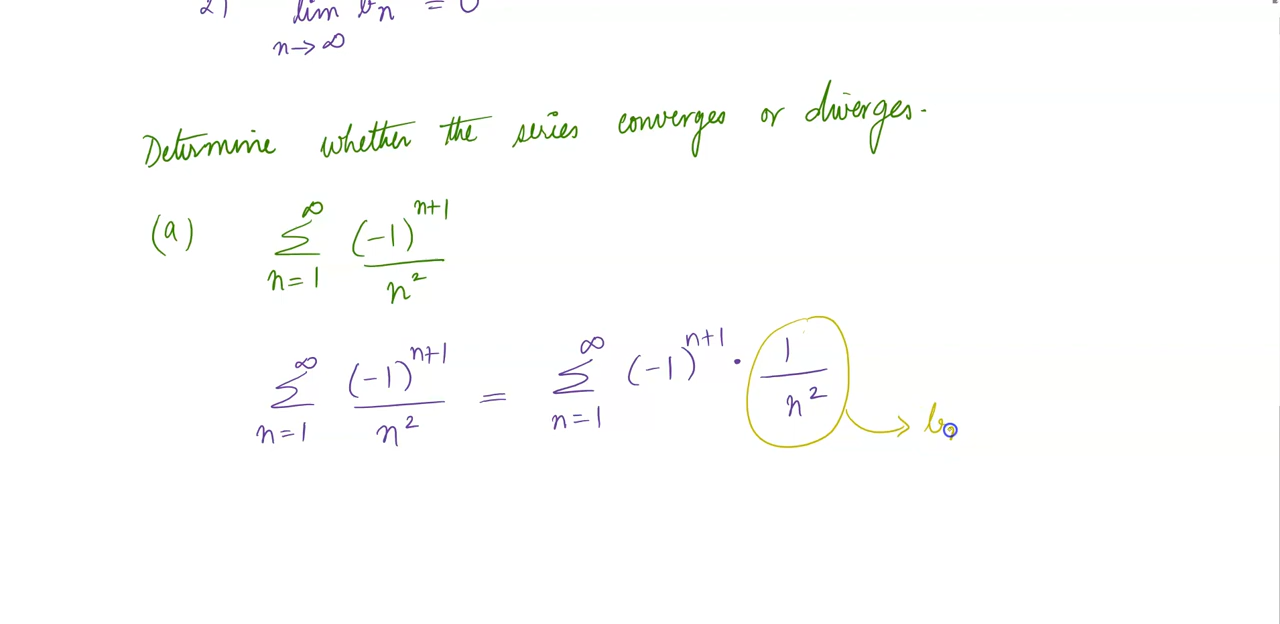 2) lim bn = 0
n→∞
Determine whether the series converges or diverges.
(a) ∞ Σ n=1 (-1)^{n+1} / n²
∞ Σ n=1 (-1)^{n+1} / n² = ∞ Σ n=1 (-1)^{n+1} · 1 / n² → b